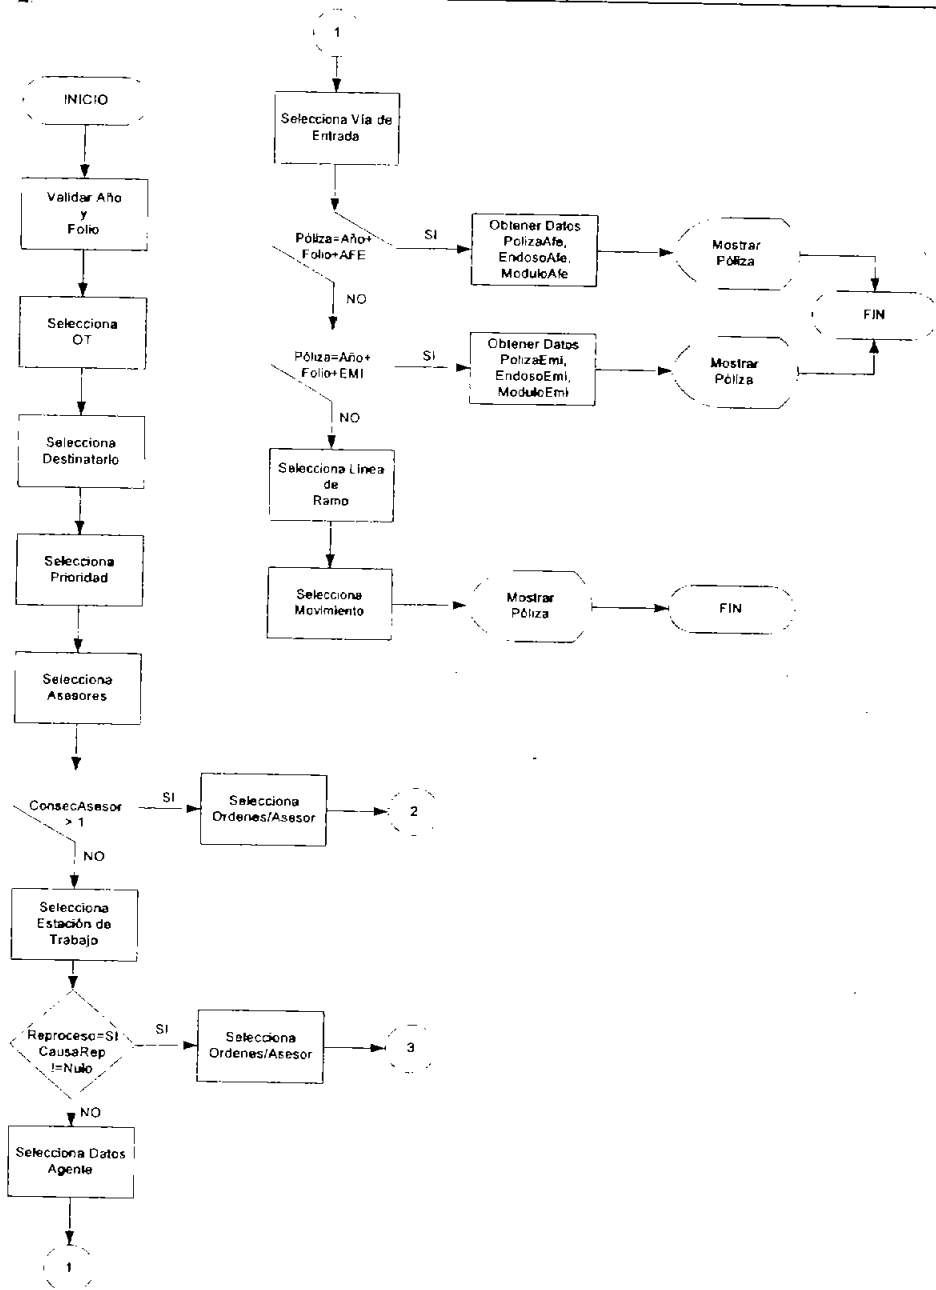 INICIO
Validar Año
y
Folio
Selecciona
OT
Selecciona
Destinatario
Selecciona
Prioridad
Selecciona
Asesores
ConsecAsesor
> 1
SI
NO
Selecciona
Ordenes/Asesor
2
Selecciona
Estación de
Trabajo
Reproceso=SI
CausaRep
!=Nulo
SI
NO
Selecciona
Ordenes/Asesor
3
Selecciona Datos
Agente
1
1
Selecciona Vía de
Entrada
Póliza=Año+
Folio+AFE
SI
NO
Obtener Datos
PolizaAfe,
EndosoAfe,
ModuloAfe
Mostrar
Póliza
FIN
Póliza=Año+
Folio+EMI
SI
NO
Obtener Datos
PolizaEmi,
EndosoEmi,
ModuloEmi
Mostrar
Póliza
Selecciona Línea
de
Ramo
Selecciona
Movimiento
Mostrar
Póliza
FIN